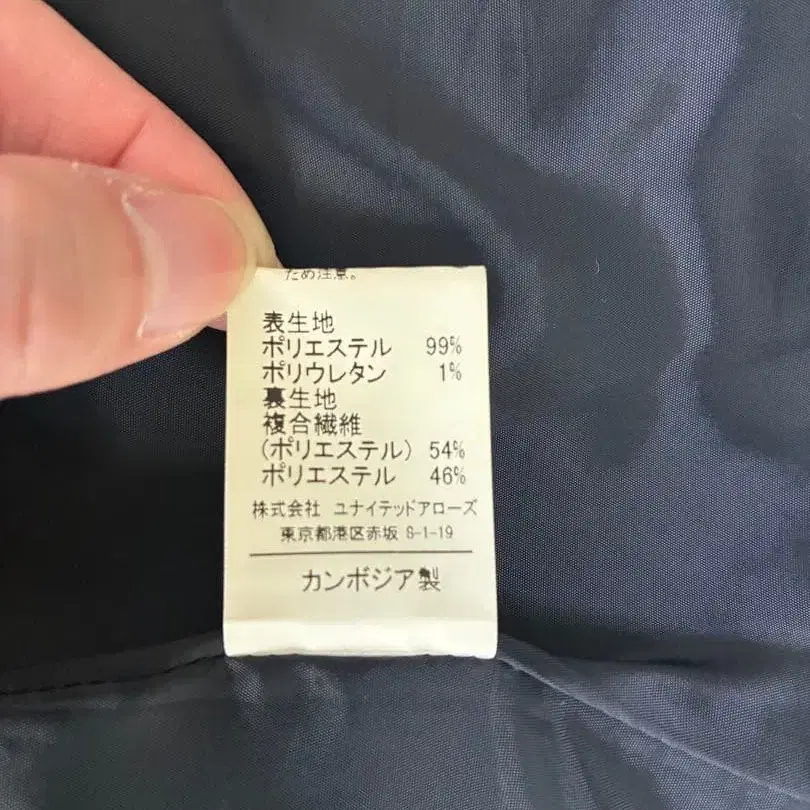 ため注意。
表生地
ポリエステル 99%
ポリウレタン 1%
裏生地
複合繊維
(ポリエステル) 54%
ポリエステル 46%
株式会社 ユナイテッドアローズ
東京都港区赤坂 8-1-19
カンボジア製